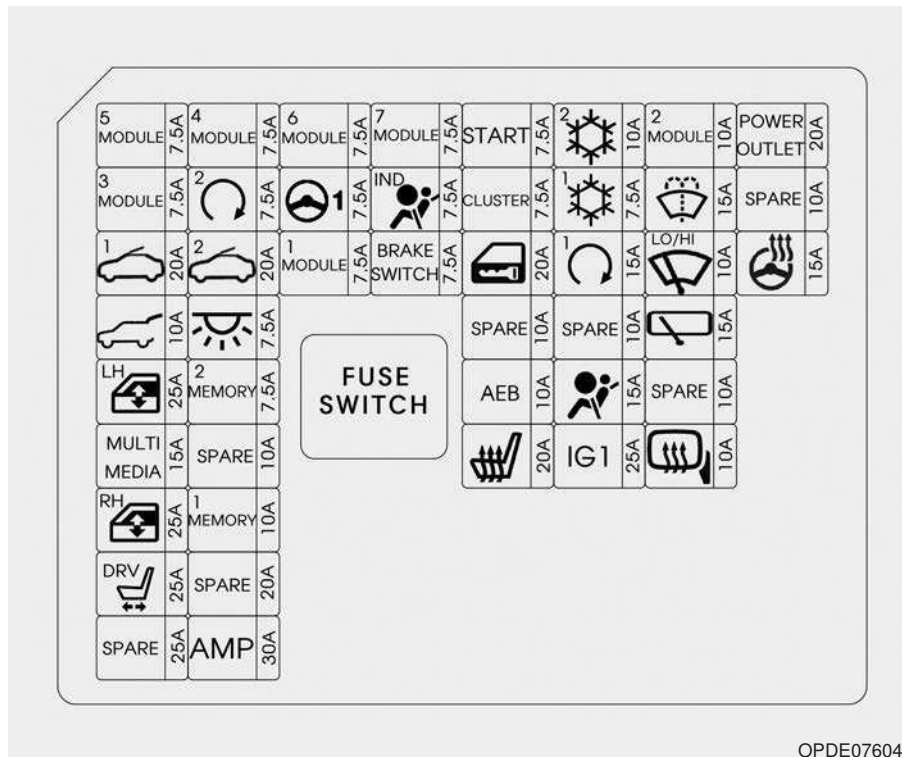 5 MODULE 7.5A 4 MODULE 7.5A 6 MODULE 7.5A 7 MODULE 7.5A START 7.5A 2 10A 2 MODULE 10A POWER OUTLET 20A
3 MODULE 7.5A 2 7.5A 1 7.5A IND 7.5A CLUSTER 7.5A 1 7.5A 15A SPARE 10A
1 20A 2 20A 1 MODULE 7.5A BRAKE SWITCH 7.5A 20A 1 15A LO/HI 10A 15A
10A 7.5A SPARE 10A SPARE 10A 15A
LH 25A 2 MEMORY 7.5A FUSE SWITCH AEB 10A 15A SPARE 10A
MULTI MEDIA 15A SPARE 10A 20A IG1 25A 10A
RH 25A 1 MEMORY 10A
DRV 25A SPARE 20A
SPARE 25A AMP 30A
OPDE07604